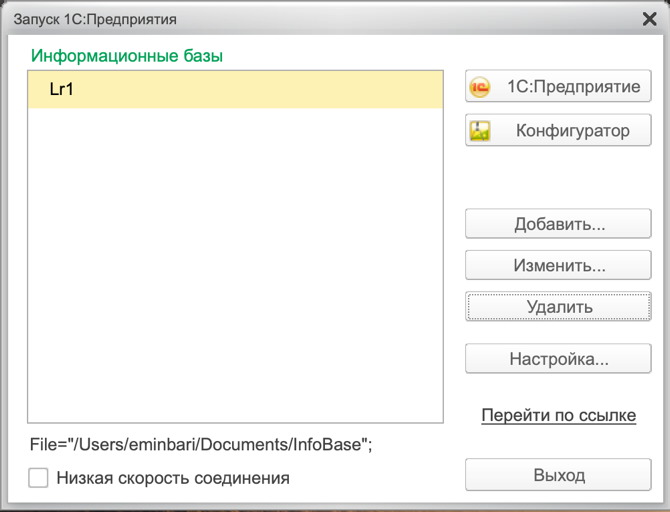 Запуск 1С:Предприятия
Информационные базы
Lr1
1С:Предприятие
Конфигуратор
Добавить...
Изменить...
Удалить
Настройка...
Перейти по ссылке
File="/Users/eminbari/Documents/InfoBase";
Низкая скорость соединения
Выход